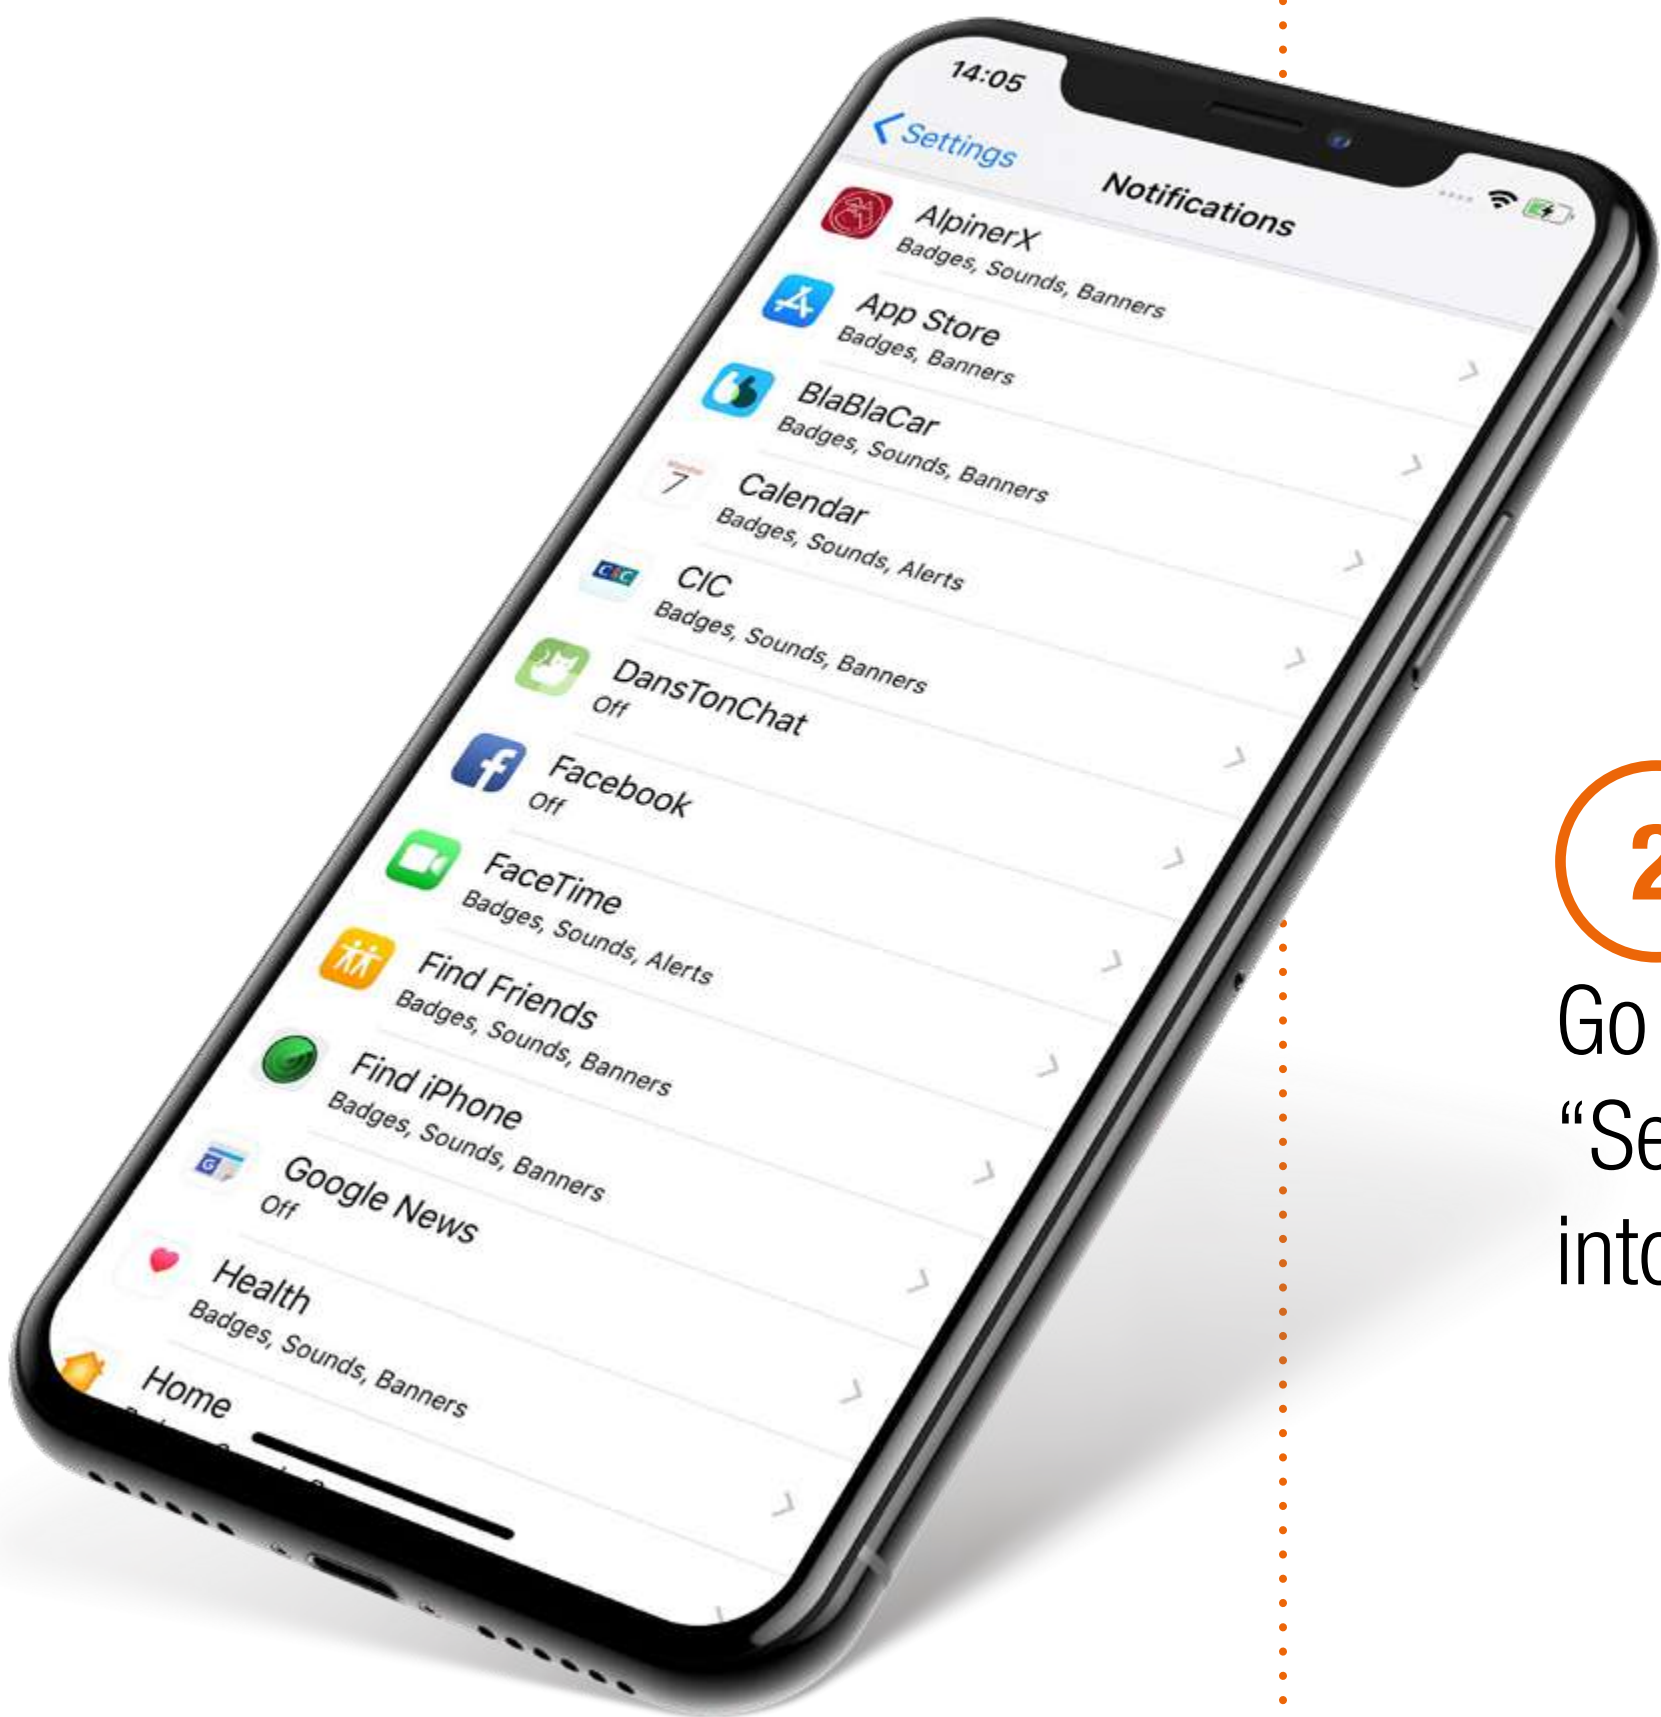 14:05
Settings
Notifications
AlpinerX
Badges, Sounds, Banners
App Store
Badges, Banners
BlaBlaCar
Badges, Sounds, Banners
7
Calendar
Badges, Sounds, Alerts
CIC
CIC
Badges, Sounds, Banners
DansTonChat
Off
Facebook
Off
FaceTime
Badges, Sounds, Alerts
Find Friends
Badges, Sounds, Banners
Find iPhone
Badges, Sounds, Banners
G
Google News
Off
Health
Badges, Sounds, Banners
Home
2
Go
“Se
into